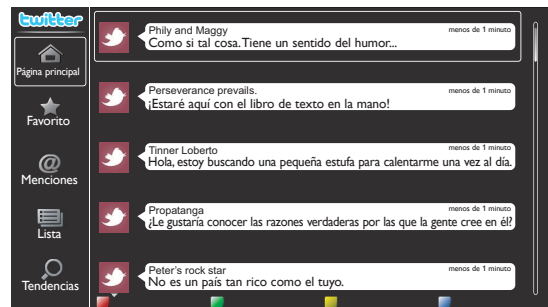 twitter
Página principal
Favorito
@
Menciones
Lista
Tendencias
Phily and Maggy
menos de 1 minuto
Como si tal cosa. Tiene un sentido del humor...
Perseverance prevails.
menos de 1 minuto
¡Estaré aquí con el libro de texto en la mano!
Tinner Loberto
menos de 1 minuto
Hola, estoy buscando una pequeña estufa para calentarme una vez al día.
Propatanga
menos de 1 minuto
¿Le gustaría conocer las razones verdaderas por las que la gente cree en él?
Peter's rock star
menos de 1 minuto
No es un país tan rico como el tuyo.